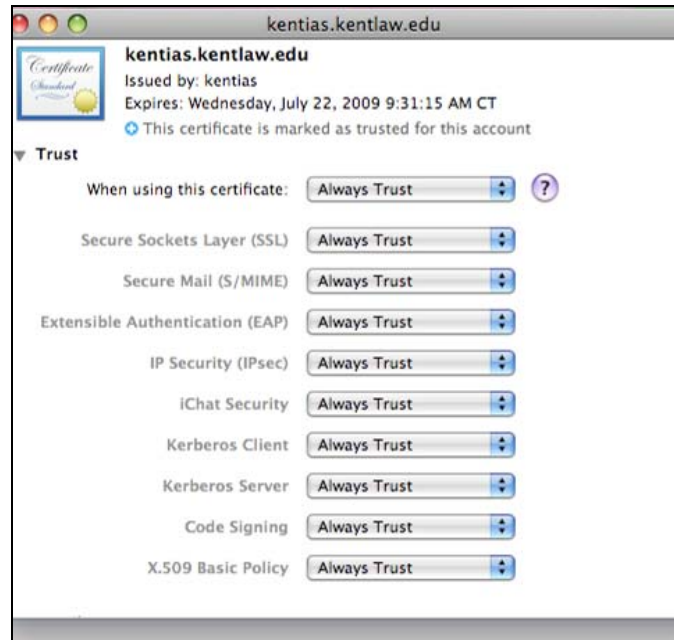 kentias.kentlaw.edu
Certificate
Standard
kentias.kentlaw.edu
Issued by: kentias
Expires: Wednesday, July 22, 2009 9:31:15 AM CT
This certificate is marked as trusted for this account
Trust
When using this certificate: Always Trust ?
Secure Sockets Layer (SSL) Always Trust
Secure Mail (S/MIME) Always Trust
Extensible Authentication (EAP) Always Trust
IP Security (IPsec) Always Trust
iChat Security Always Trust
Kerberos Client Always Trust
Kerberos Server Always Trust
Code Signing Always Trust
X.509 Basic Policy Always Trust